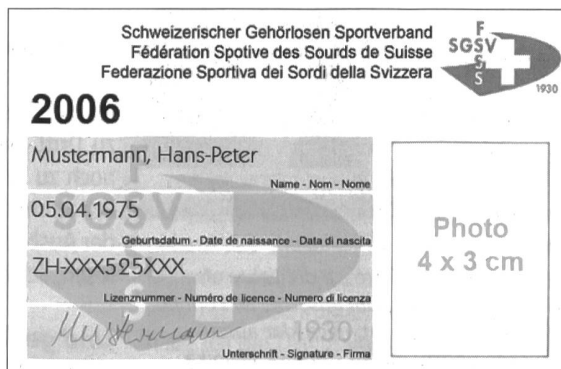 Schweizerischer Gehörlosen Sportverband
Fédération Spotive des Sourds de Suisse
Federazione Sportiva dei Sordi della Svizzera
F
SGSV
S
S
1930
2006
Mustermann, Hans-Peter
Name - Nom - Nome
05.04.1975
Geburtsdatum - Date de naissance - Data di nascita
ZH-XXX525XXX
Lizenznummer - Numéro de licence - Numero di licenza
Mustermann
1930
Unterschrift - Signature - Firma
Photo
4 x 3 cm